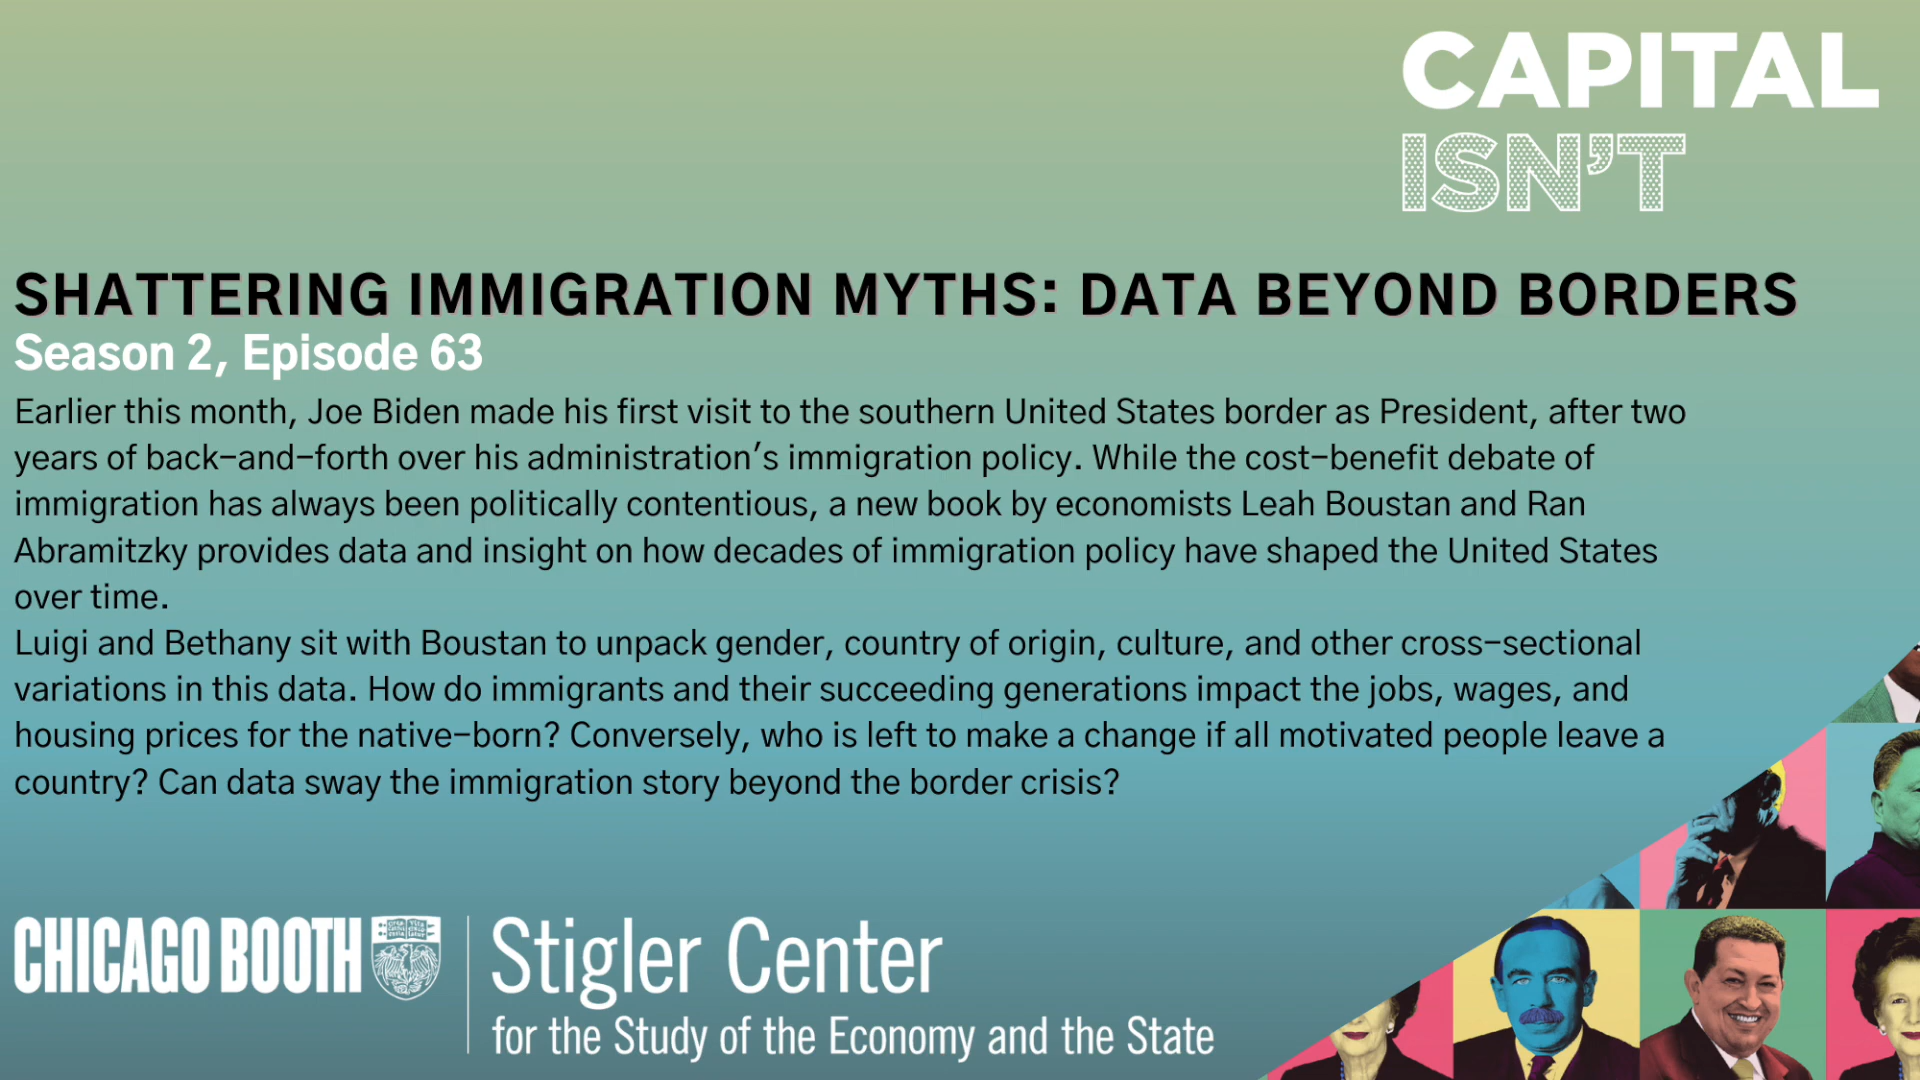 CAPITAL
ISN'T
SHATTERING IMMIGRATION MYTHS: DATA BEYOND BORDERS
Season 2, Episode 63
Earlier this month, Joe Biden made his first visit to the southern United States border as President, after two
years of back-and-forth over his administration's immigration policy. While the cost-benefit debate of
immigration has always been politically contentious, a new book by economists Leah Boustan and Ran
Abramitzky provides data and insight on how decades of immigration policy have shaped the United States
over time.
Luigi and Bethany sit with Boustan to unpack gender, country of origin, culture, and other cross-sectional
variations in this data. How do immigrants and their succeeding generations impact the jobs, wages, and
housing prices for the native-born? Conversely, who is left to make a change if all motivated people leave a
country? Can data sway the immigration story beyond the border crisis?
CHICAGO BOOTH
Stigler Center
for the Study of the Economy and the State